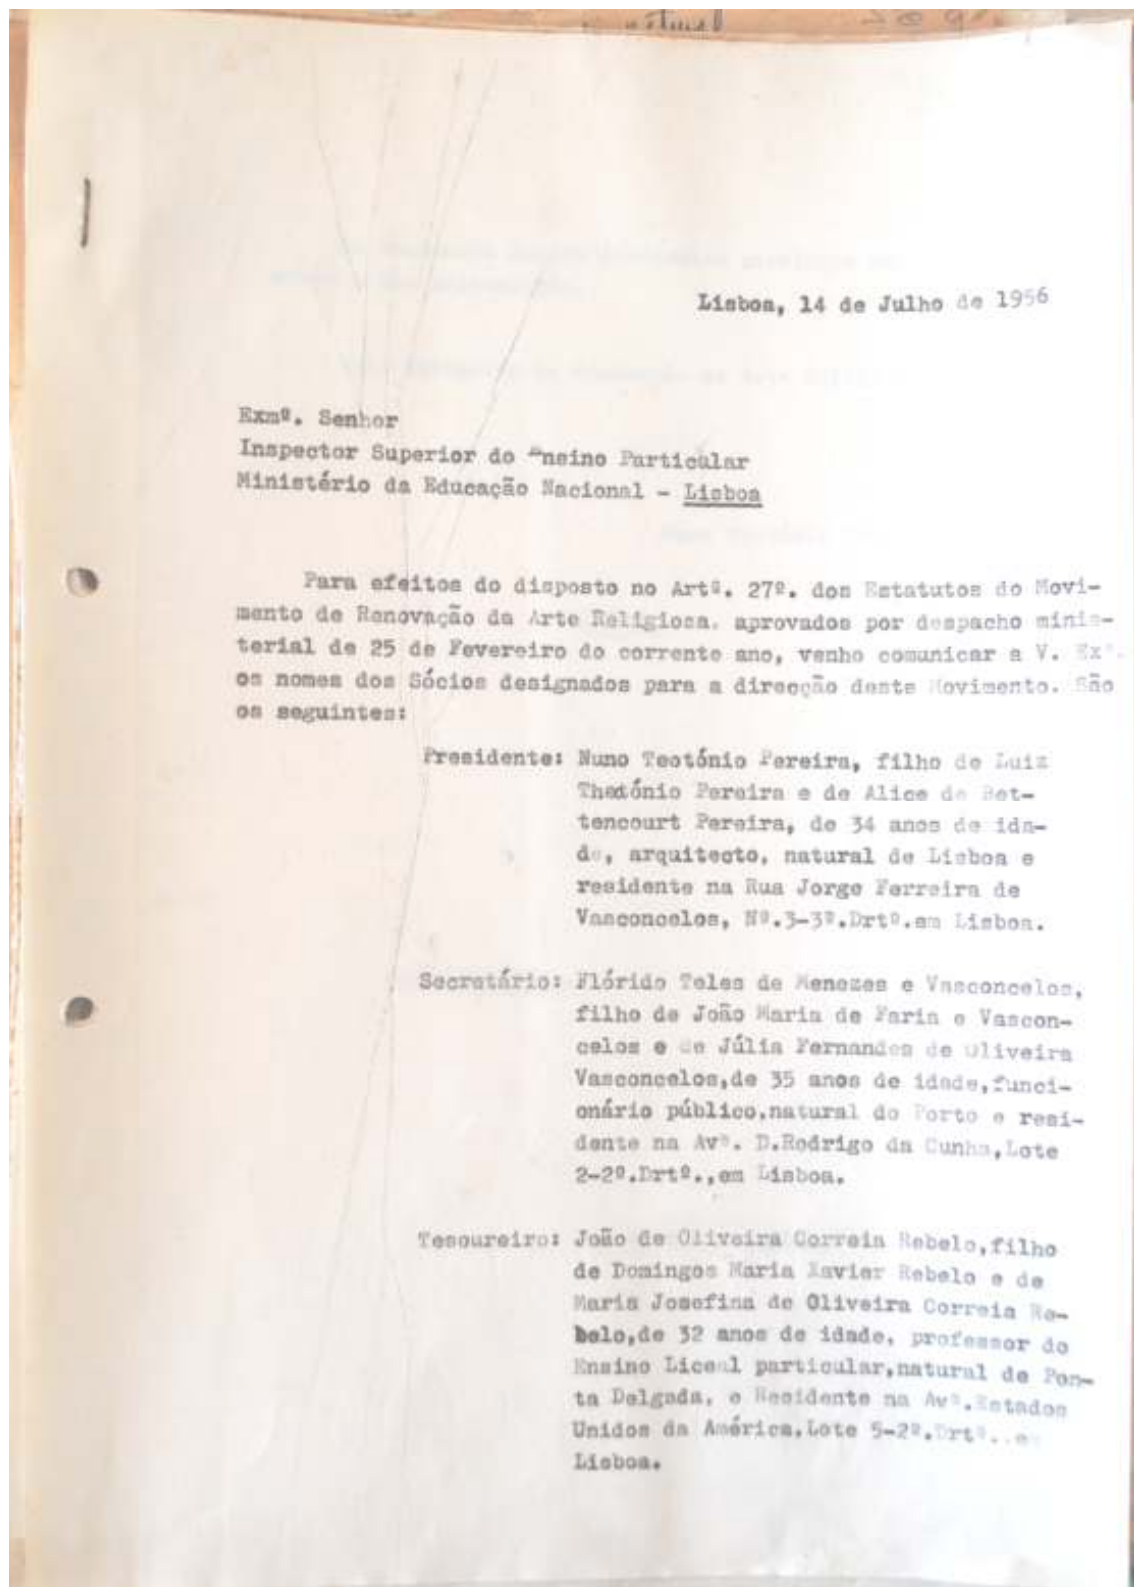 Lisboa, 14 de Julho de 1956
Exmº. Senhor
Inspector Superior do Ensino Particular
Ministério da Educação Nacional - Lisboa
Para efeitos do disposto no Artº. 27º. dos Estatutos do Movi-
mento de Renovação da Arte Religiosa, aprovados por despacho minis-
terial de 25 de Fevereiro do corrente ano, venho comunicar a V. Exª.
os nomes dos Sócios designados para a direcção deste Movimento. São
os seguintes:
Presidente: Nuno Teotónio Pereira, filho de Luiz
Theotónio Pereira e de Alice de Bet-
tencourt Pereira, de 34 anos de ida-
de, arquitecto, natural de Lisboa e
residente na Rua Jorge Ferreira de
Vasconcelos, Nº.3-3º.Drtº.em Lisboa.
Secretário: Flórido Teles de Menezes e Vasconcelos,
filho de João Maria de Faria e Vascon-
celos e de Júlia Fernandes de Oliveira
Vasconcelos,de 35 anos de idade,funci-
onário público,natural do Porto e resi-
dente na Avª. D.Rodrigo da Cunha,Lote
2-2º.Drtº.,em Lisboa.
Tesoureiro: João de Oliveira Correia Rebelo,filho
de Domingos Maria Xavier Rebelo e de
Maria Josefina de Oliveira Correia Re-
belo,de 32 anos de idade, professor do
Ensino Liceal particular,natural de Pon-
ta Delgada, e Residente na Avª.Estados
Unidos da América,Lote 5-2º.Drtº.,em
Lisboa.